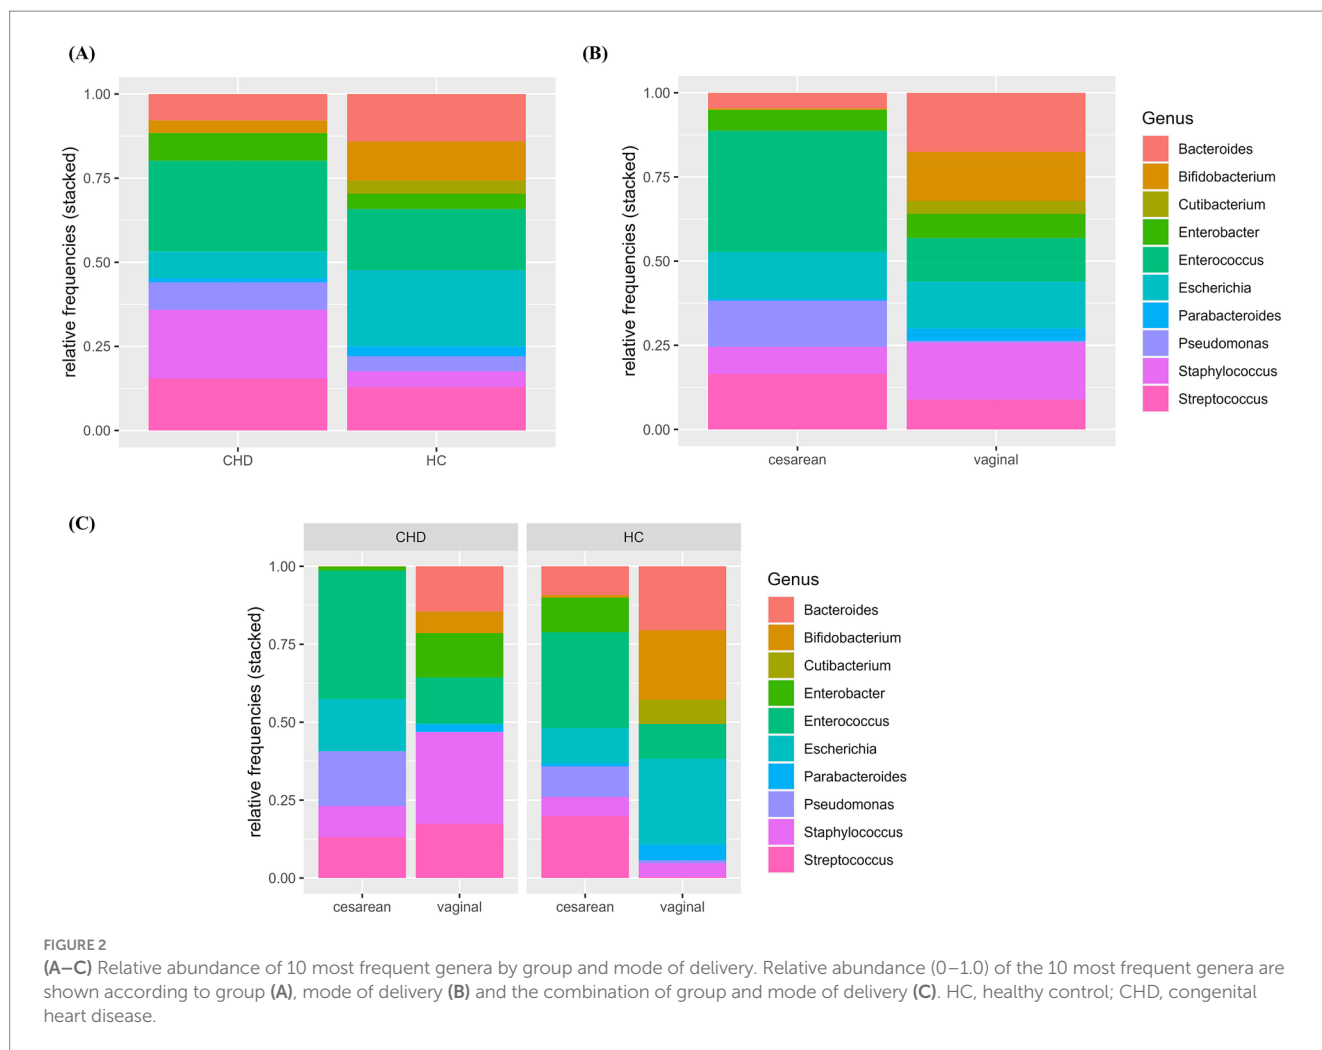 (A)
1.00
0.75
0.50
0.25
0.00
relative frequencies (stacked)
CHD
HC
(B)
1.00
0.75
0.50
0.25
0.00
relative frequencies (stacked)
cesarean
vaginal
Genus
Bacteroides
Bifidobacterium
Cutibacterium
Enterobacter
Enterococcus
Escherichia
Parabacteroides
Pseudomonas
Staphylococcus
Streptococcus
(C)
CHD
HC
1.00
0.75
0.50
0.25
0.00
relative frequencies (stacked)
cesarean
vaginal
cesarean
vaginal
Genus
Bacteroides
Bifidobacterium
Cutibacterium
Enterobacter
Enterococcus
Escherichia
Parabacteroides
Pseudomonas
Staphylococcus
Streptococcus
FIGURE 2
(A–C) Relative abundance of 10 most frequent genera by group and mode of delivery. Relative abundance (0–1.0) of the 10 most frequent genera are
shown according to group (A), mode of delivery (B) and the combination of group and mode of delivery (C). HC, healthy control; CHD, congenital
heart disease.